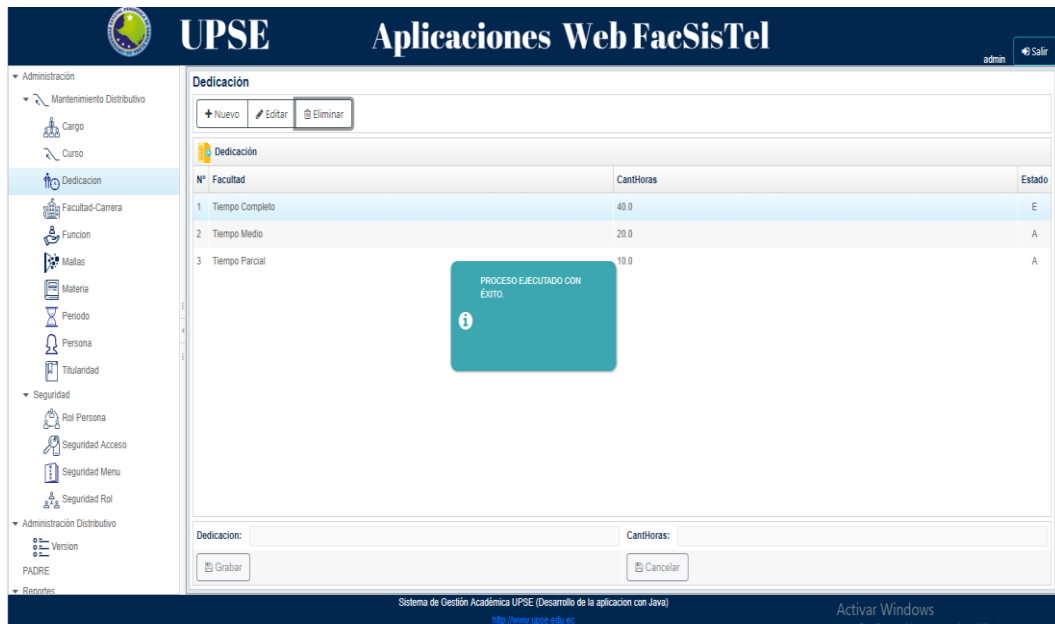 UPSE Aplicaciones Web FacSisTel
admin Salir
Administración
Mantenimiento Distributivo
Cargo
Curso
Dedicacion
Facultad-Carrera
Funcion
Mallas
Materia
Periodo
Persona
Titularidad
Seguridad
Rol Persona
Seguridad Acceso
Seguridad Menu
Seguridad Rol
Administración Distributivo
Version
PADRE
Reportes
Dedicación
Nuevo Editar Eliminar
Dedicación
N° Facultad CantHoras Estado
1 Tiempo Completo 40.0 E
2 Tiempo Medio 20.0 A
3 Tiempo Parcial 10.0 A
PROCESO EJECUTADO CON
ÉXITO.
Dedicacion: CantHoras:
Grabar Cancelar
Sistema de Gestión Académica UPSE (Desarrollo de la aplicacion con Java)
http://www.upse.edu.ec
Activar Windows